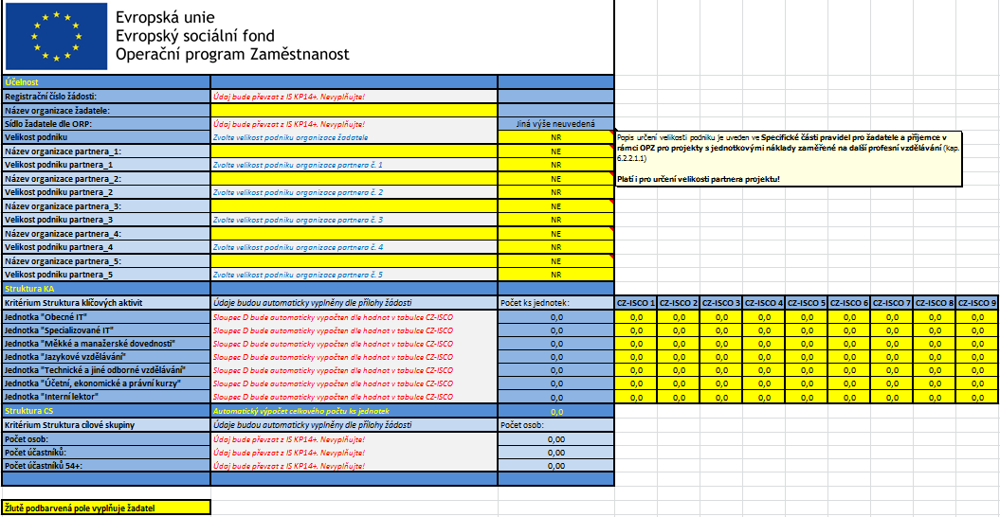 Evropská unie
Evropský sociální fond
Operační program Zaměstnanost
Účelnost
Registrační číslo žádosti: Údaj bude převzat z IS KP14+. Nevyplňujte!
Název organizace žadatele:
Sídlo žadatele dle ORP: Údaj bude převzat z IS KP14+. Nevyplňujte! Jiná výše neuvedená
Velikost podniku Zvolte velikost podniku organizace žadatele NR
Název organizace partnera_1: NE
Velikost podniku partnera_1 Zvolte velikost podniku organizace partnera č. 1 NR
Název organizace partnera_2: NE
Velikost podniku partnera_2 Zvolte velikost podniku organizace partnera č. 2 NR
Název organizace partnera_3: NE
Velikost podniku partnera_3 Zvolte velikost podniku organizace partnera č. 3 NR
Název organizace partnera_4: NE
Velikost podniku partnera_4 Zvolte velikost podniku organizace partnera č. 4 NR
Název organizace partnera_5: NE
Velikost podniku partnera_5 Zvolte velikost podniku organizace partnera č. 5 NR
Popis určení velikosti podniku je uveden ve Specifické části pravidel pro žadatele a příjemce v
rámci OPZ pro projekty s jednotkovými náklady zaměřené na další profesní vzdělávání (kap.
6.2.2.1.1)
Platí i pro určení velikosti partnera projektu!
Struktura KA
Kritérium Struktura klíčových aktivit Údaje budou automaticky vyplněny dle přílohy žádosti Počet ks jednotek: CZ-ISCO 1 CZ-ISCO 2 CZ-ISCO 3 CZ-ISCO 4 CZ-ISCO 5 CZ-ISCO 6 CZ-ISCO 7 CZ-ISCO 8 CZ-ISCO 9
Jednotka "Obecné IT" Sloupec D bude automaticky vypočten dle hodnot v tabulce CZ-ISCO 0,0 0,0 0,0 0,0 0,0 0,0 0,0 0,0 0,0 0,0
Jednotka "Specializované IT" Sloupec D bude automaticky vypočten dle hodnot v tabulce CZ-ISCO 0,0 0,0 0,0 0,0 0,0 0,0 0,0 0,0 0,0 0,0
Jednotka "Měkké a manažerské dovednosti" Sloupec D bude automaticky vypočten dle hodnot v tabulce CZ-ISCO 0,0 0,0 0,0 0,0 0,0 0,0 0,0 0,0 0,0 0,0
Jednotka "Jazykové vzdělávání" Sloupec D bude automaticky vypočten dle hodnot v tabulce CZ-ISCO 0,0 0,0 0,0 0,0 0,0 0,0 0,0 0,0 0,0 0,0
Jednotka "Technické a jiné odborné vzdělávání" Sloupec D bude automaticky vypočten dle hodnot v tabulce CZ-ISCO 0,0 0,0 0,0 0,0 0,0 0,0 0,0 0,0 0,0 0,0
Jednotka "Účetní, ekonomické a právní kurzy" Sloupec D bude automaticky vypočten dle hodnot v tabulce CZ-ISCO 0,0 0,0 0,0 0,0 0,0 0,0 0,0 0,0 0,0 0,0
Jednotka "Interní lektor" Sloupec D bude automaticky vypočten dle hodnot v tabulce CZ-ISCO 0,0 0,0 0,0 0,0 0,0 0,0 0,0 0,0 0,0 0,0
Struktura CS Automatický výpočet celkového počtu ks jednotek 0,0
Kritérium Struktura cílové skupiny Údaje budou automaticky vyplněny dle přílohy žádosti Počet osob:
Počet osob: Údaj bude převzat z IS KP14+. Nevyplňujte! 0,00
Počet účastníků: Údaj bude převzat z IS KP14+. Nevyplňujte! 0,00
Počet účastníků 54+: Údaj bude převzat z IS KP14+. Nevyplňujte! 0,00
Žlutě podbarvená pole vyplňuje žadatel